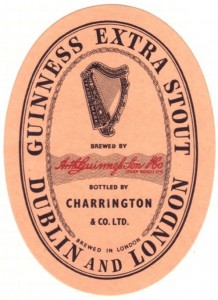 GUINNESS EXTRA STOUT
BREWED BY
Arthur Guinness Son & Co
BOTTLED BY
CHARRINGTON
& CO. LTD.
BREWED IN LONDON
DUBLIN AND LONDON